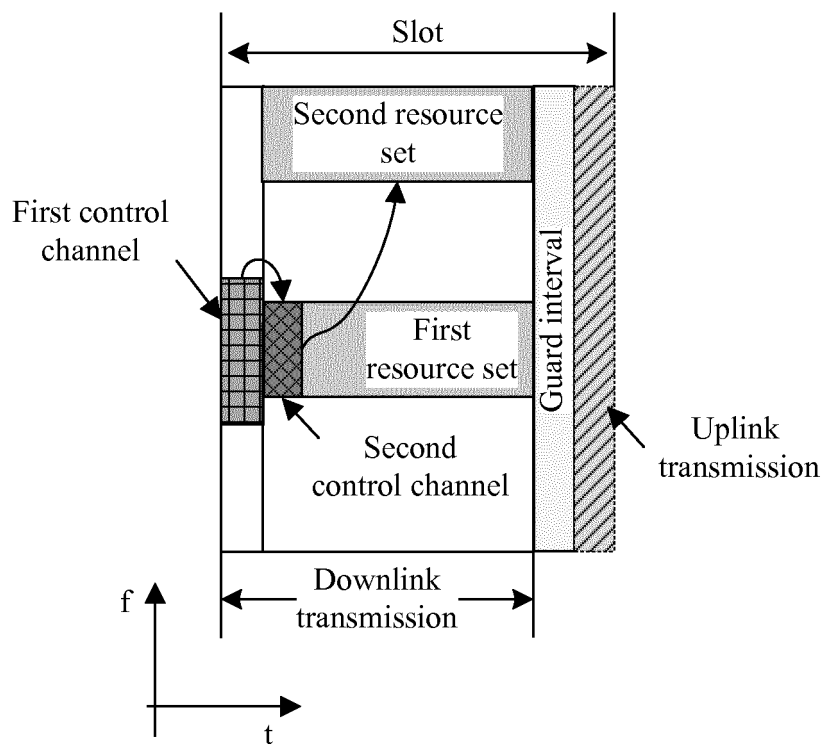 Slot
Second resource
set
First control
channel
First
resource set
Guard interval
Second
control channel
Uplink
transmission
Downlink
transmission
f
t